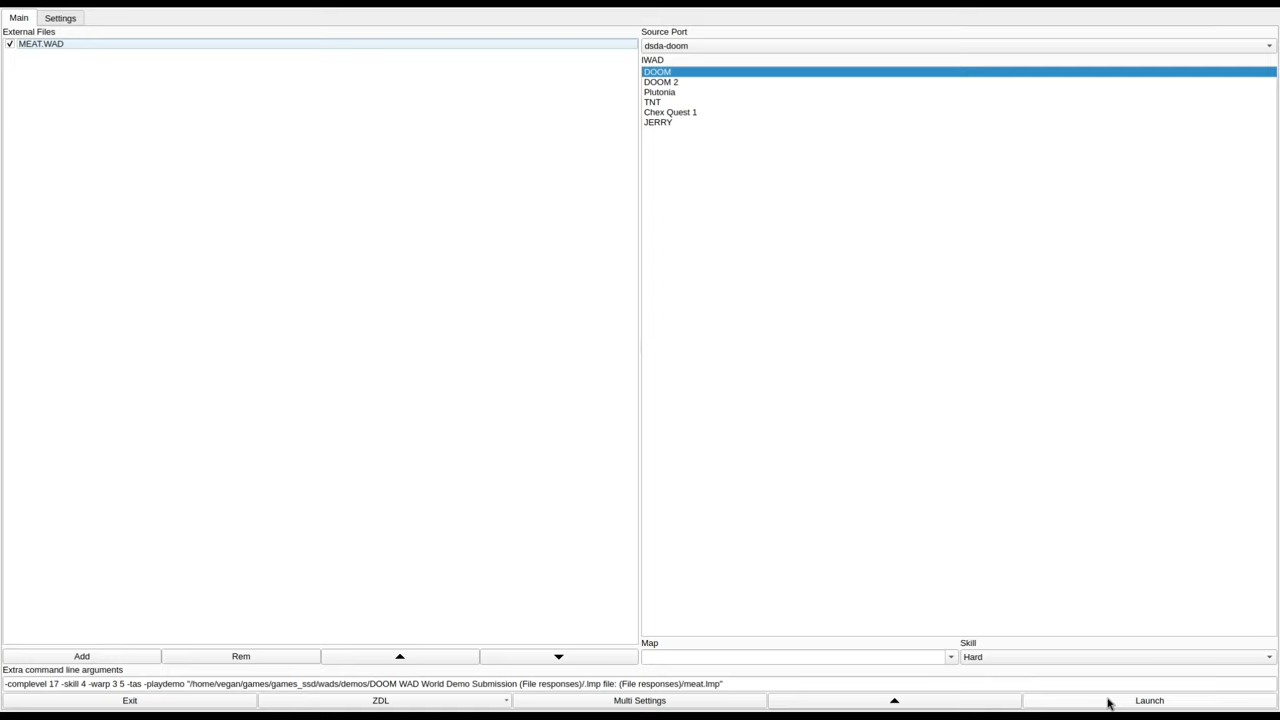 Main Settings
External Files Source Port
MEAT.WAD dsda-doom
IWAD
DOOM
DOOM 2
Plutonia
TNT
Chex Quest 1
JERRY
Map Skill
Add Rem Hard
Extra command line arguments
-complevel 17 -skill 4 -warp 3 5 -tas -playdemo "/home/vegan/games/games_ssd/wads/demos/DOOM WAD World Demo Submission (File responses)/.lmp file: (File responses)/meat.lmp"
Exit ZDL Multi Settings Launch